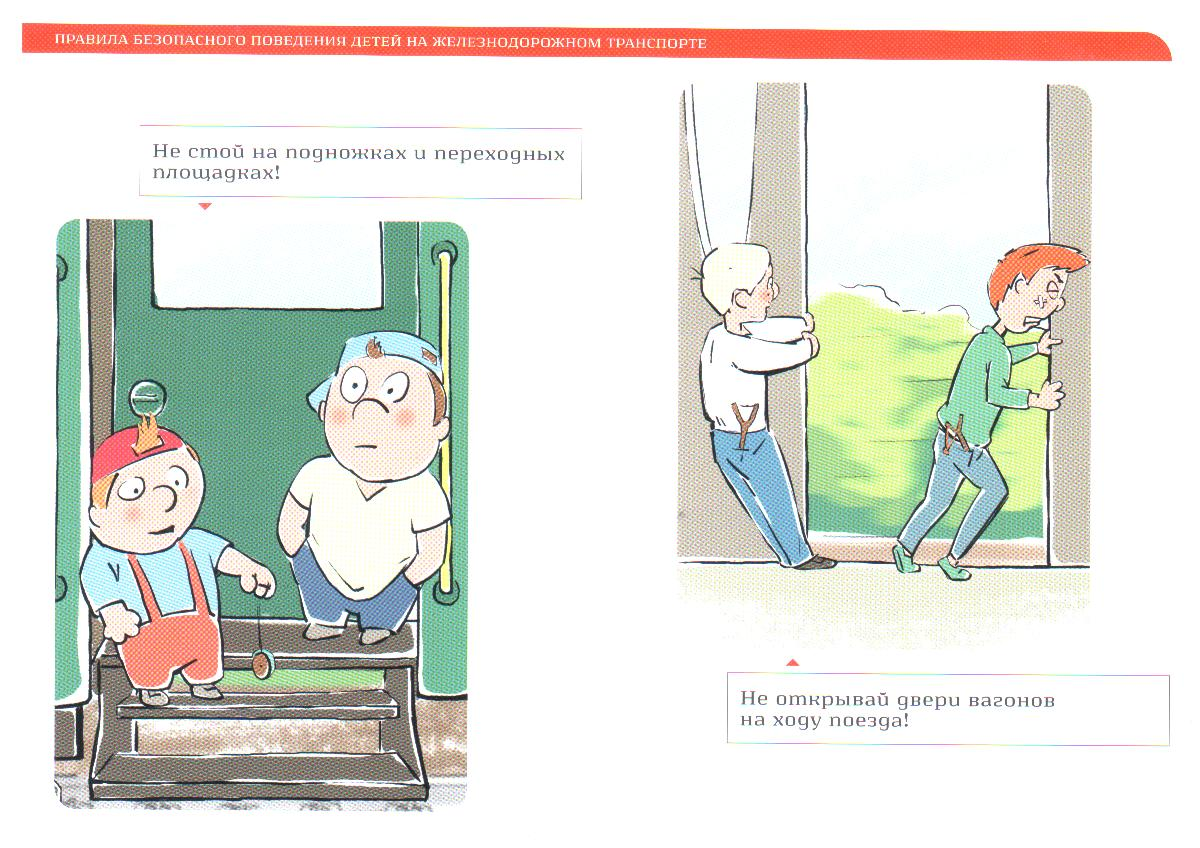 ПРАВИЛА БЕЗОПАСНОГО ПОВЕДЕНИЯ ДЕТЕЙ НА ЖЕЛЕЗНОДОРОЖНОМ ТРАНСПОРТЕ
Не стой на подножках и переходных
площадках!
Не открывай двери вагонов
на ходу поезда!